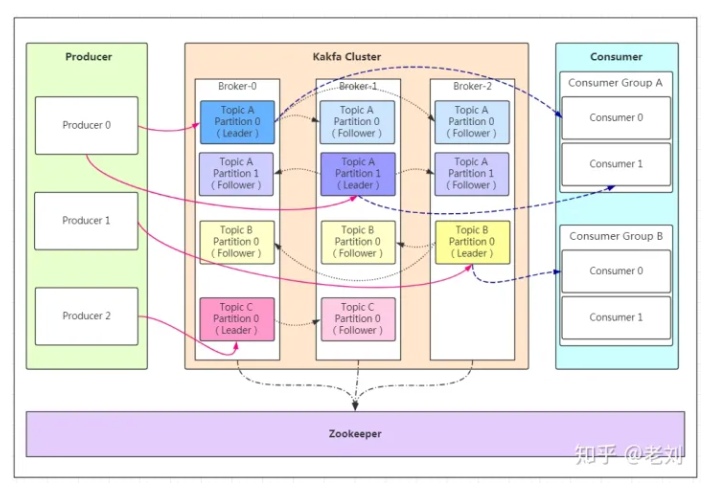 Producer
Producer 0
Producer 1
Producer 2
Kakfa Cluster
Broker-0
Topic A
Partition 0
( Leader )
Topic A
Partition 1
( Follower )
Topic B
Partition 0
( Follower )
Topic C
Partition 0
( Leader )
Broker-1
Topic A
Partition 0
( Follower )
Topic A
Partition 1
( Leader )
Topic B
Partition 0
( Follower )
Topic C
Partition 0
( Follower )
Broker-2
Topic A
Partition 0
( Follower )
Topic A
Partition 1
( Follower )
Topic B
Partition 0
( Leader )
Consumer
Consumer Group A
Consumer 0
Consumer 1
Consumer Group B
Consumer 0
Consumer 1
Zookeeper
知乎 @老刘